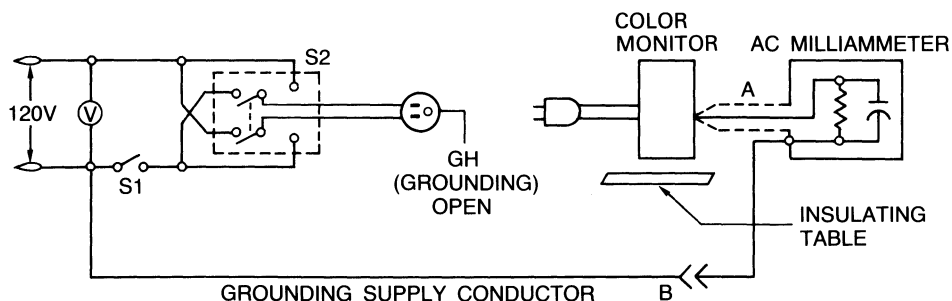 COLOR
MONITOR
AC MILLIAMMETER
S2
A
120V
V
S1
GH
(GROUNDING)
OPEN
INSULATING
TABLE
GROUNDING SUPPLY CONDUCTOR
B